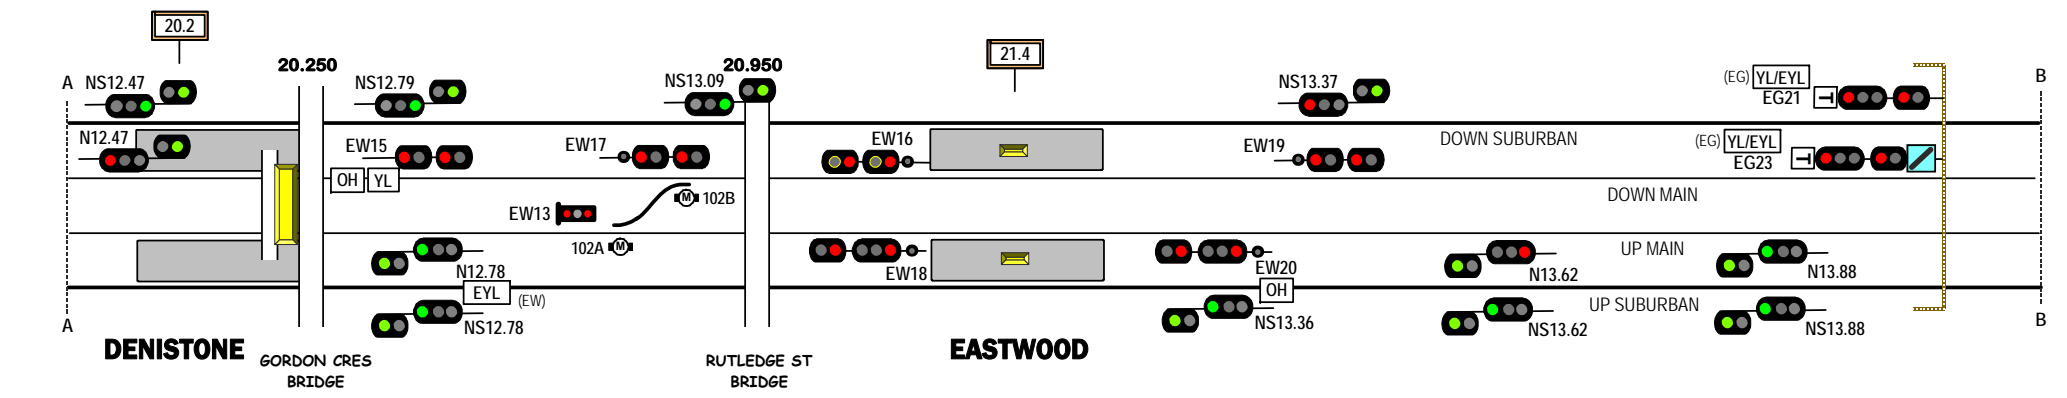 20.2
21.4
20.250
20.950
A
NS12.47
NS12.79
NS13.09
NS13.37
(EG) YL/EYL
EG21
B
N12.47
EW15
EW17
EW16
EW19
DOWN SUBURBAN
(EG) YL/EYL
EG23
OH YL
M 102B
DOWN MAIN
EW13
102A M
N12.78
EW18
EW20
UP MAIN
N13.62
N13.88
EYL (EW)
OH
UP SUBURBAN
A
NS12.78
NS13.36
NS13.62
NS13.88
B
DENISTONE
GORDON CRES
BRIDGE
RUTLEDGE ST
BRIDGE
EASTWOOD